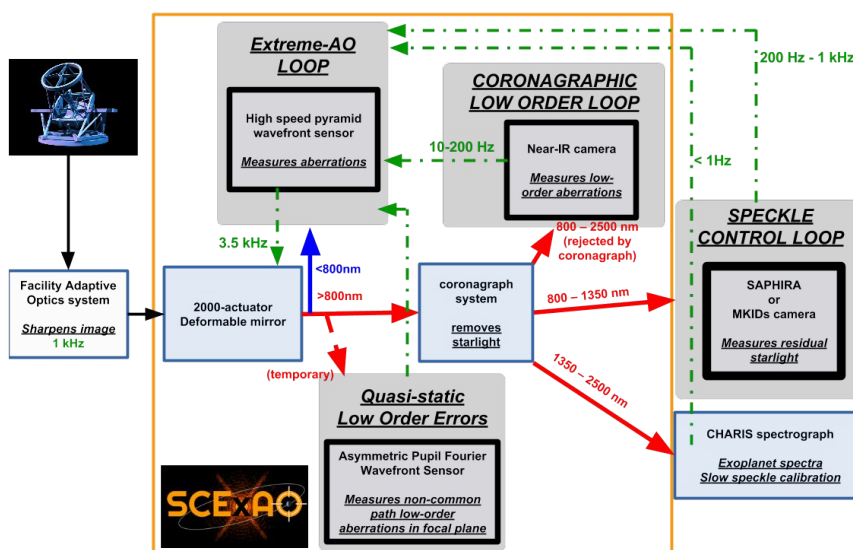 Extreme-AO
LOOP
High speed pyramid
wavefront sensor
Measures aberrations
CORONAGRAPHIC
LOW ORDER LOOP
Near-IR camera
Measures low-
order aberrations
200 Hz - 1 kHz
10-200 Hz
< 1Hz
3.5 kHz
<800nm
>800nm
800 – 2500 nm
(rejected by
coronagraph)
SPECKLE
CONTROL LOOP
SAPHIRA
or
MKIDs camera
Measures residual
starlight
Facility Adaptive
Optics system
Sharpens image
1 kHz
2000-actuator
Deformable mirror
coronagraph
system
removes
starlight
800 – 1350 nm
1350 – 2500 nm
(temporary)
Quasi-static
Low Order Errors
Asymmetric Pupil Fourier
Wavefront Sensor
Measures non-common
path low-order
aberrations in focal plane
CHARIS spectrograph
Exoplanet spectra
Slow speckle calibration
SCExAO